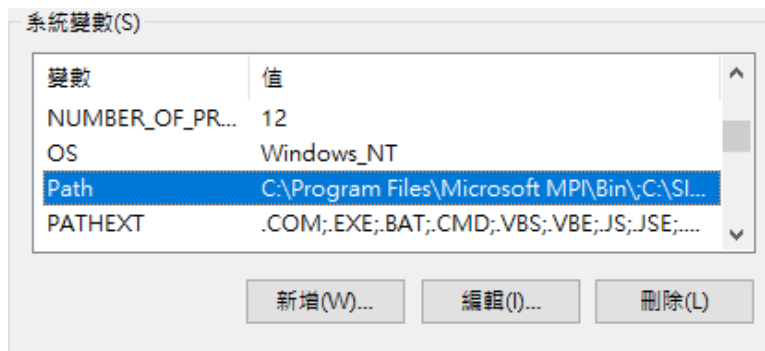 系統變數(S)
變數 值
NUMBER_OF_PR... 12
OS Windows_NT
Path C:\Program Files\Microsoft MPI\Bin\;C:\SI...
PATHEXT .COM;.EXE;.BAT;.CMD;.VBS;.VBE;.JS;.JSE;....
新增(W)... 編輯(I)... 刪除(L)